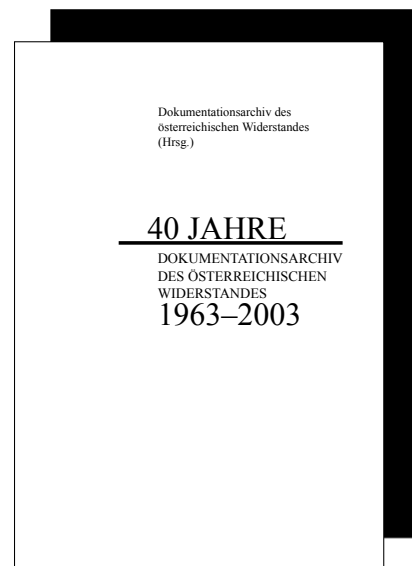 Dokumentationsarchiv des
österreichischen Widerstandes
(Hrsg.)
40 JAHRE
DOKUMENTATIONSARCHIV
DES ÖSTERREICHISCHEN
WIDERSTANDES
1963–2003